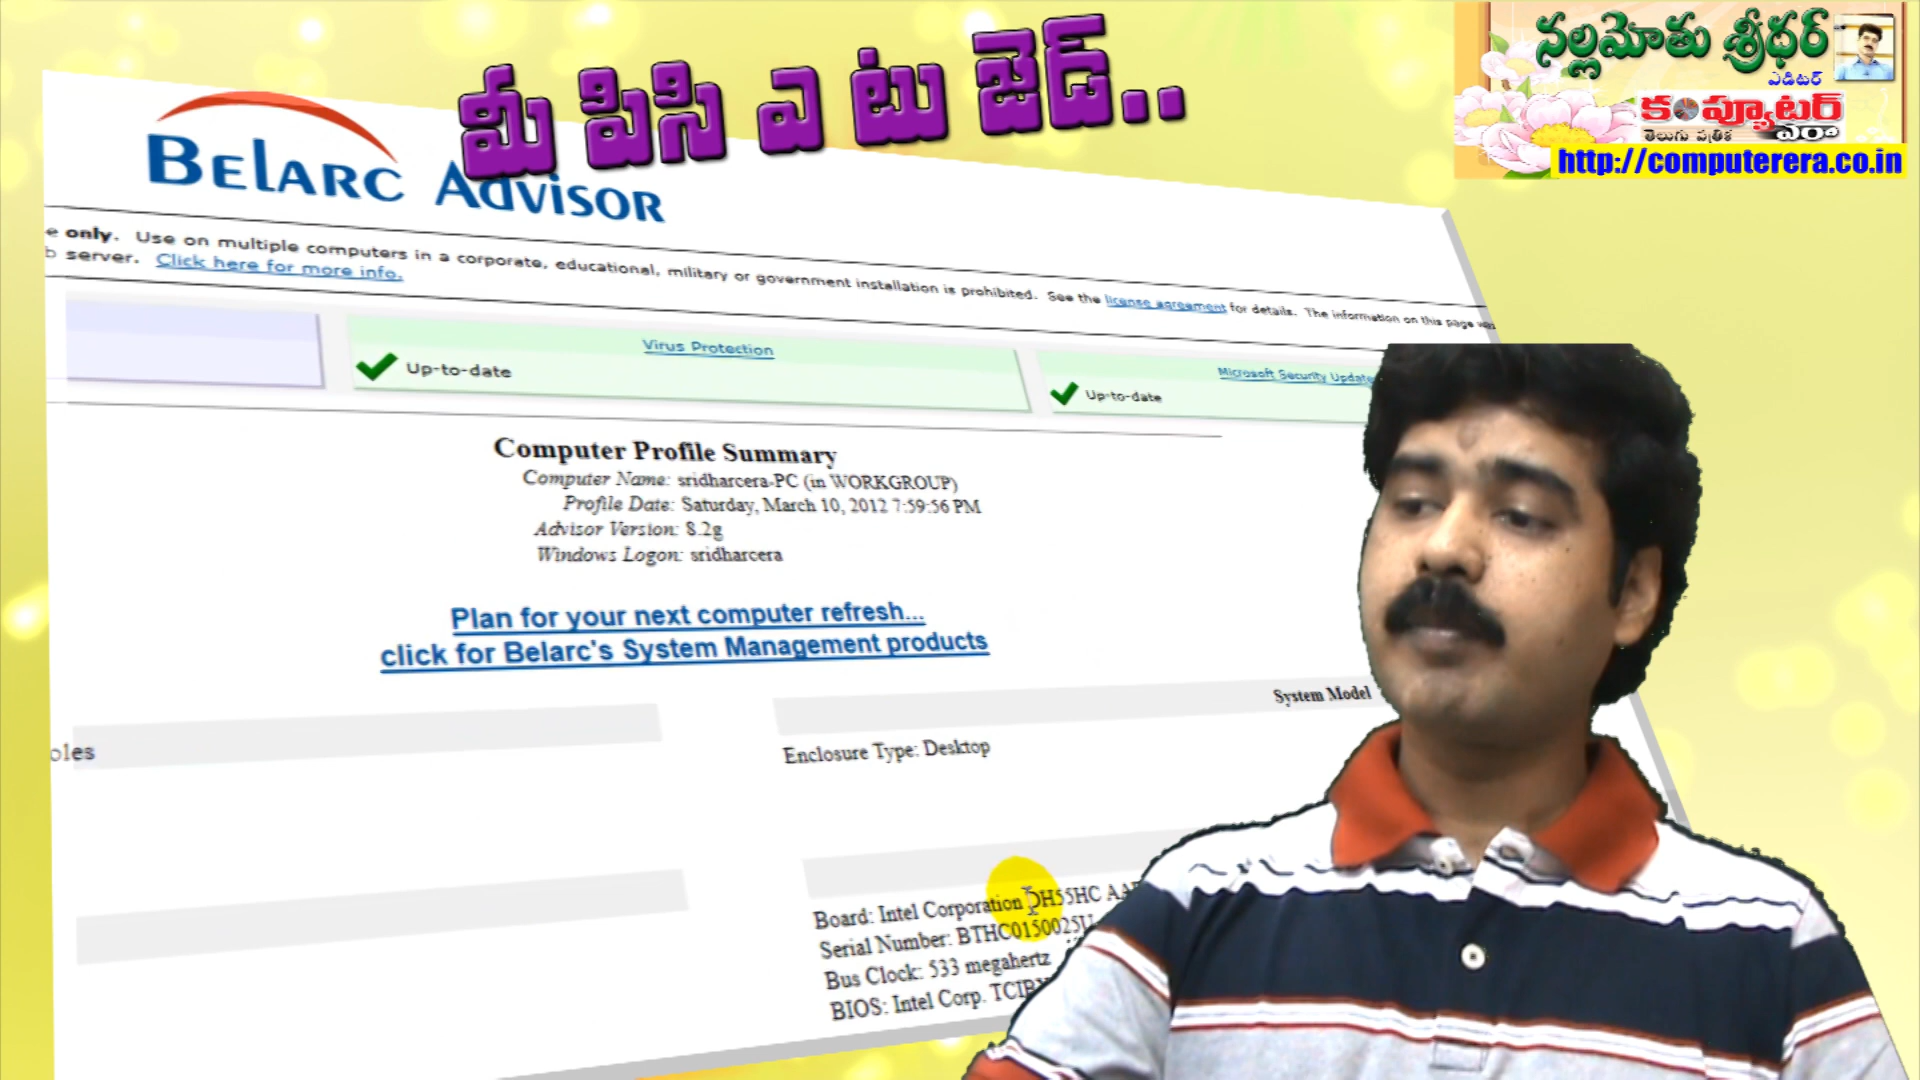 మీ పిసి ఎ టు జెడ్..
నల్లమోతు శ్రీధర్
ఎడిటర్
కంప్యూటర్
తెలుగు పత్రిక ఎరా
http://computerera.co.in
BELARC ADVISOR
e only. Use on multiple computers in a corporate, educational, military or government installation is prohibited. See the license agreement for details. The information on this page was
b server. Click here for more info.
Virus Protection
Up-to-date
Microsoft Security Update
Up-to-date
Computer Profile Summary
Computer Name: sridharcera-PC (in WORKGROUP)
Profile Date: Saturday, March 10, 2012 7:59:56 PM
Advisor Version: 8.2g
Windows Logon: sridharcera
Plan for your next computer refresh...
click for Belarc's System Management products
System Model
oles
Enclosure Type: Desktop
Board: Intel Corporation DH55HC
Serial Number: BTHC0150025U
Bus Clock: 533 megahertz
BIOS: Intel Corp.